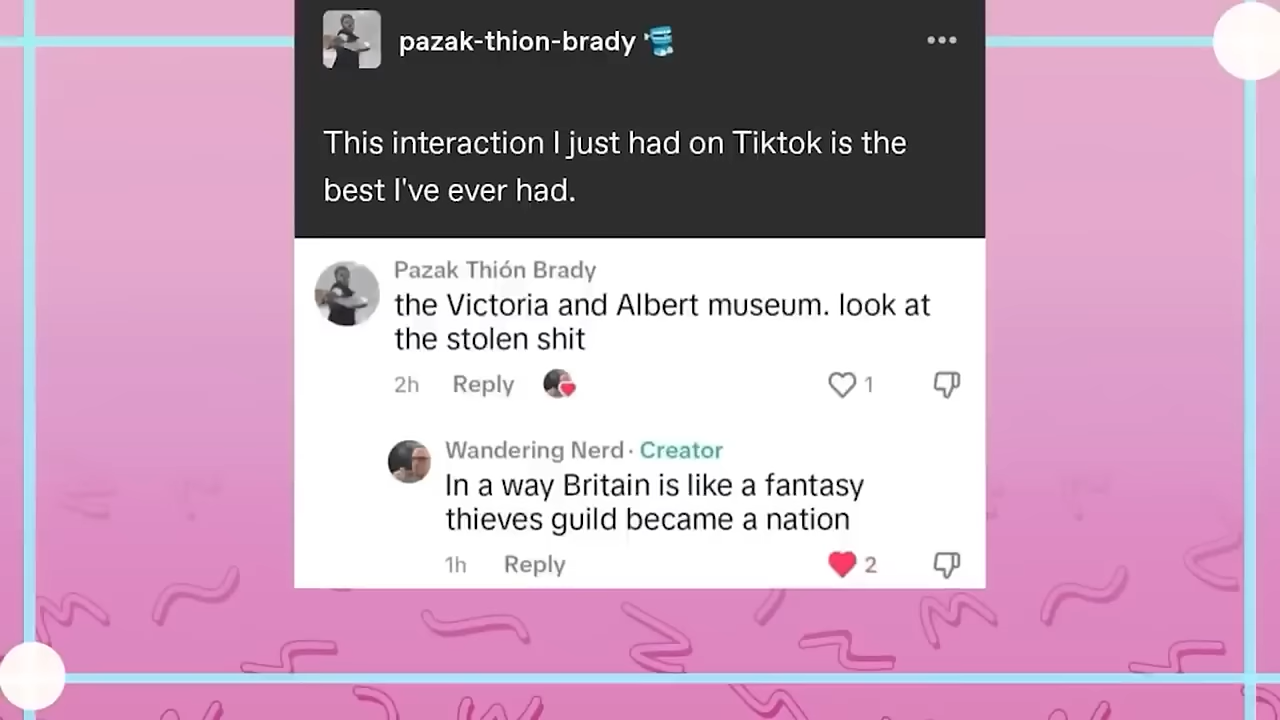 pazak-thion-brady
This interaction I just had on Tiktok is the
best I've ever had.
Pazak Thión Brady
the Victoria and Albert museum. look at
the stolen shit
2h Reply 1
Wandering Nerd · Creator
In a way Britain is like a fantasy
thieves guild became a nation
1h Reply 2